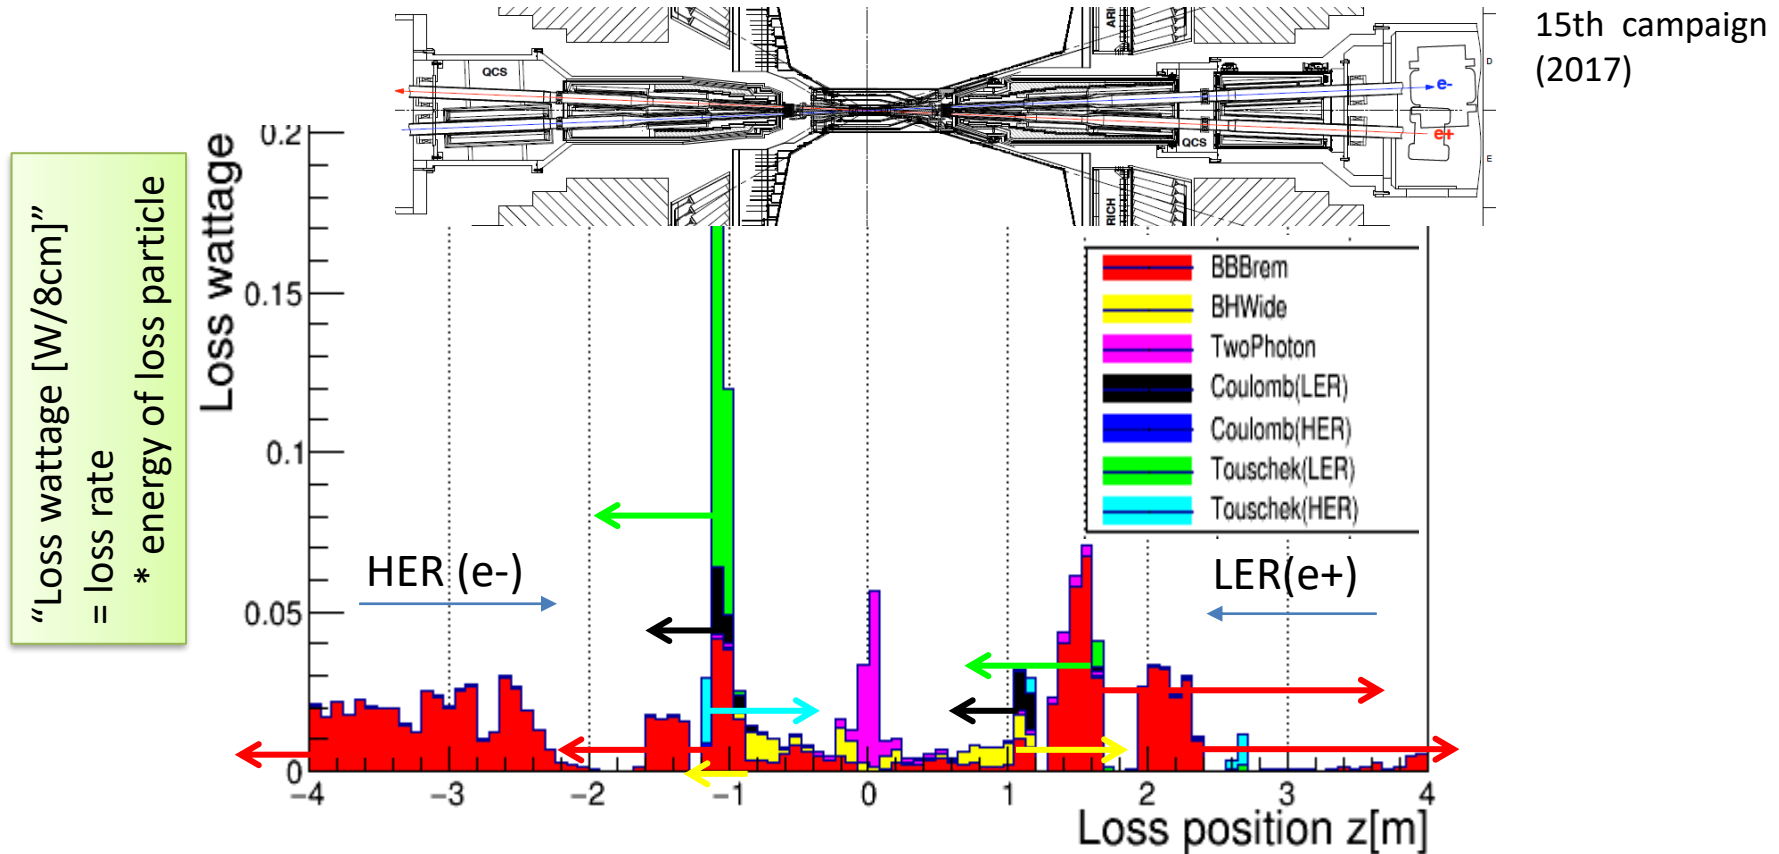 15th campaign
(2017)
QCS
ARI
D
e-
e+
QCS
E
RICH
"Loss wattage [W/8cm]"
= loss rate
* energy of loss particle
Loss wattage
0.2
0.15
0.1
0.05
0
BBBrem
BHWide
TwoPhoton
Coulomb(LER)
Coulomb(HER)
Touschek(LER)
Touschek(HER)
HER (e-)
LER(e+)
−4 −3 −2 −1 0 1 2 3 4
Loss position z[m]